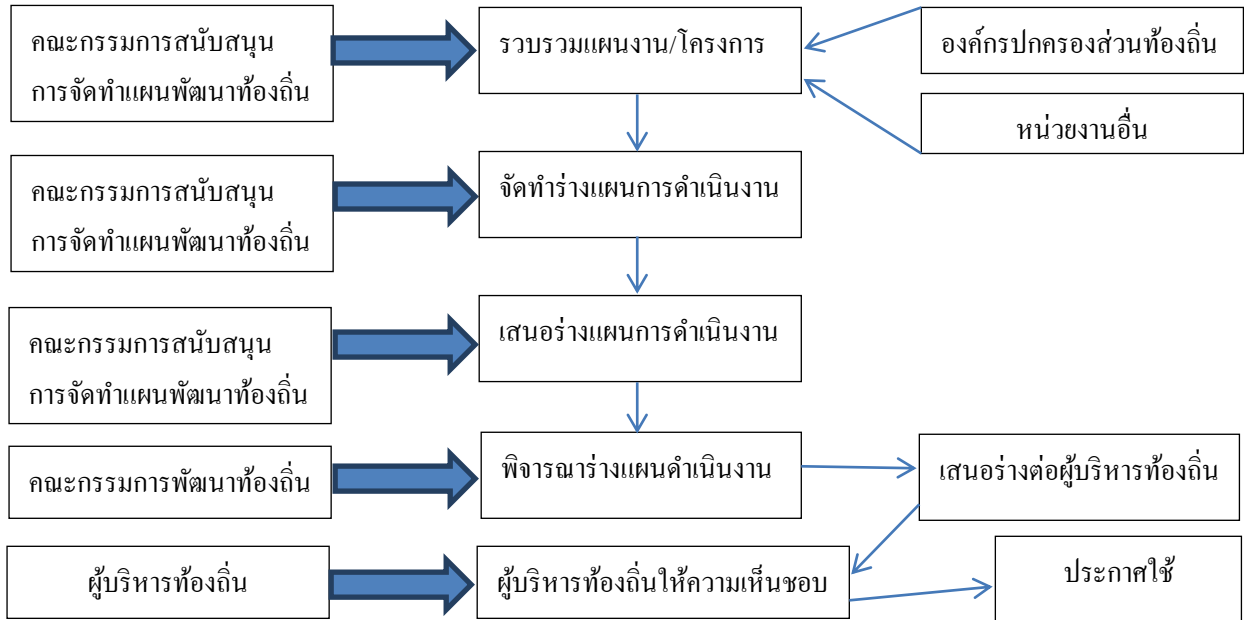 คณะกรรมการสนับสนุน
การจัดทำแผนพัฒนาท้องถิ่น
รวบรวมแผนงาน/โครงการ
องค์กรปกครองส่วนท้องถิ่น
หน่วยงานอื่น
คณะกรรมการสนับสนุน
การจัดทำแผนพัฒนาท้องถิ่น
จัดทำร่างแผนการดำเนินงาน
คณะกรรมการสนับสนุน
การจัดทำแผนพัฒนาท้องถิ่น
เสนอร่างแผนการดำเนินงาน
คณะกรรมการพัฒนาท้องถิ่น
พิจารณาร่างแผนดำเนินงาน
เสนอร่างต่อผู้บริหารท้องถิ่น
ผู้บริหารท้องถิ่น
ผู้บริหารท้องถิ่นให้ความเห็นชอบ
ประกาศใช้